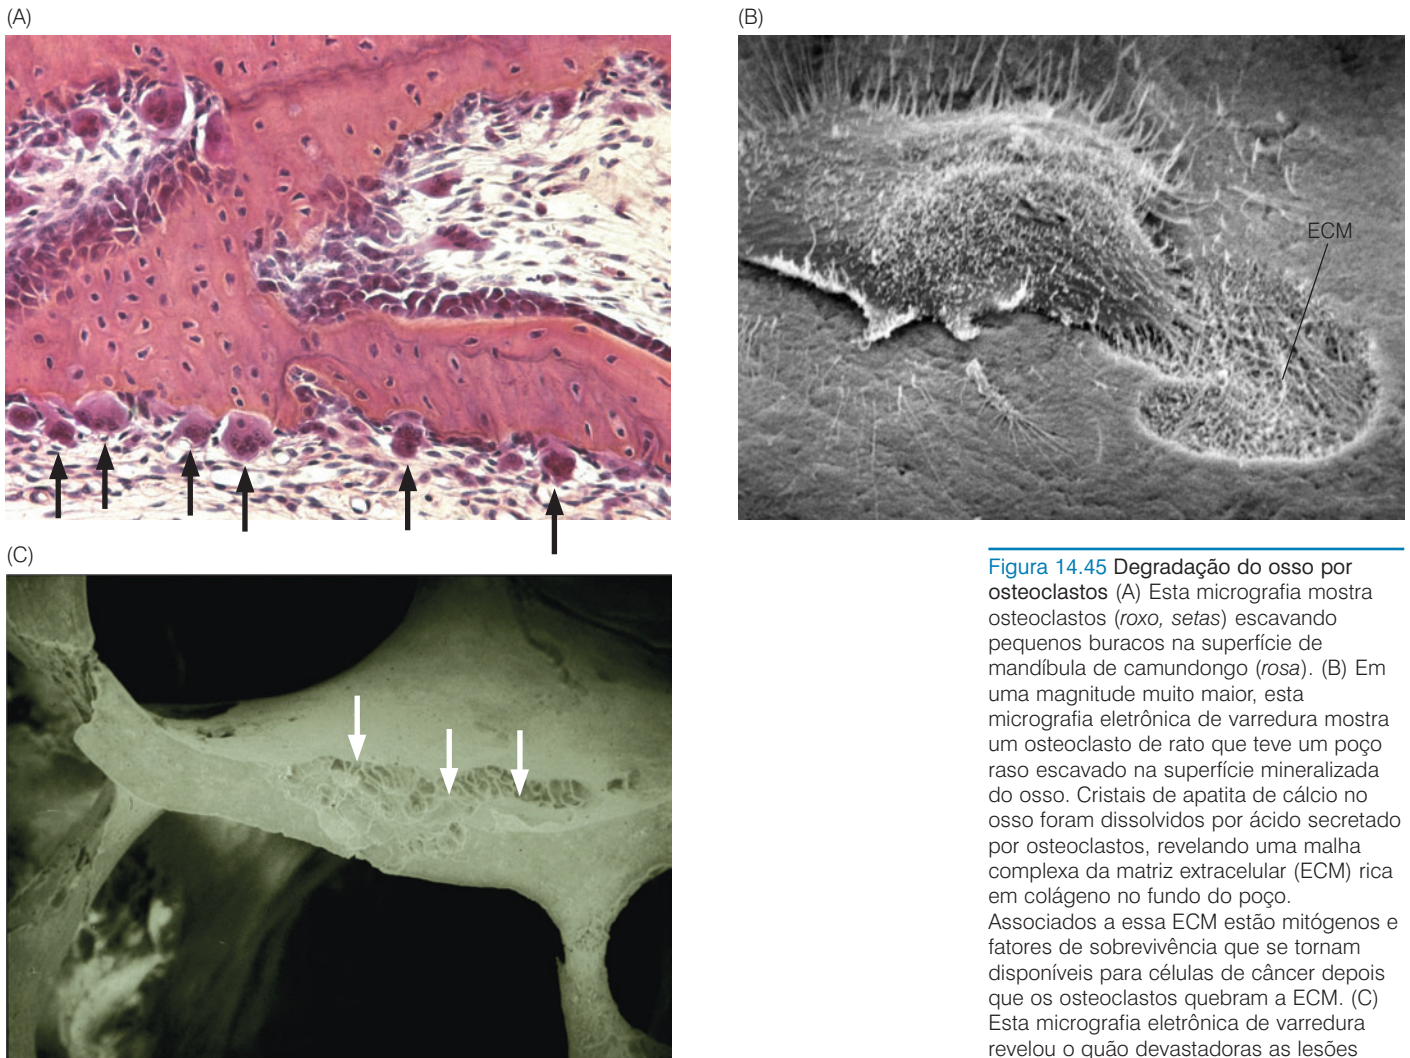 (A)
(B)
ECM
(C)
Figura 14.45 Degradação do osso por
osteoclastos (A) Esta micrografia mostra
osteoclastos (roxo, setas) escavando
pequenos buracos na superfície de
mandíbula de camundongo (rosa). (B) Em
uma magnitude muito maior, esta
micrografia eletrônica de varredura mostra
um osteoclasto de rato que teve um poço
raso escavado na superfície mineralizada
do osso. Cristais de apatita de cálcio no
osso foram dissolvidos por ácido secretado
por osteoclastos, revelando uma malha
complexa da matriz extracelular (ECM) rica
em colágeno no fundo do poço.
Associados a essa ECM estão mitógenos e
fatores de sobrevivência que se tornam
disponíveis para células de câncer depois
que os osteoclastos quebram a ECM. (C)
Esta micrografia eletrônica de varredura
revelou o quão devastadoras as lesões